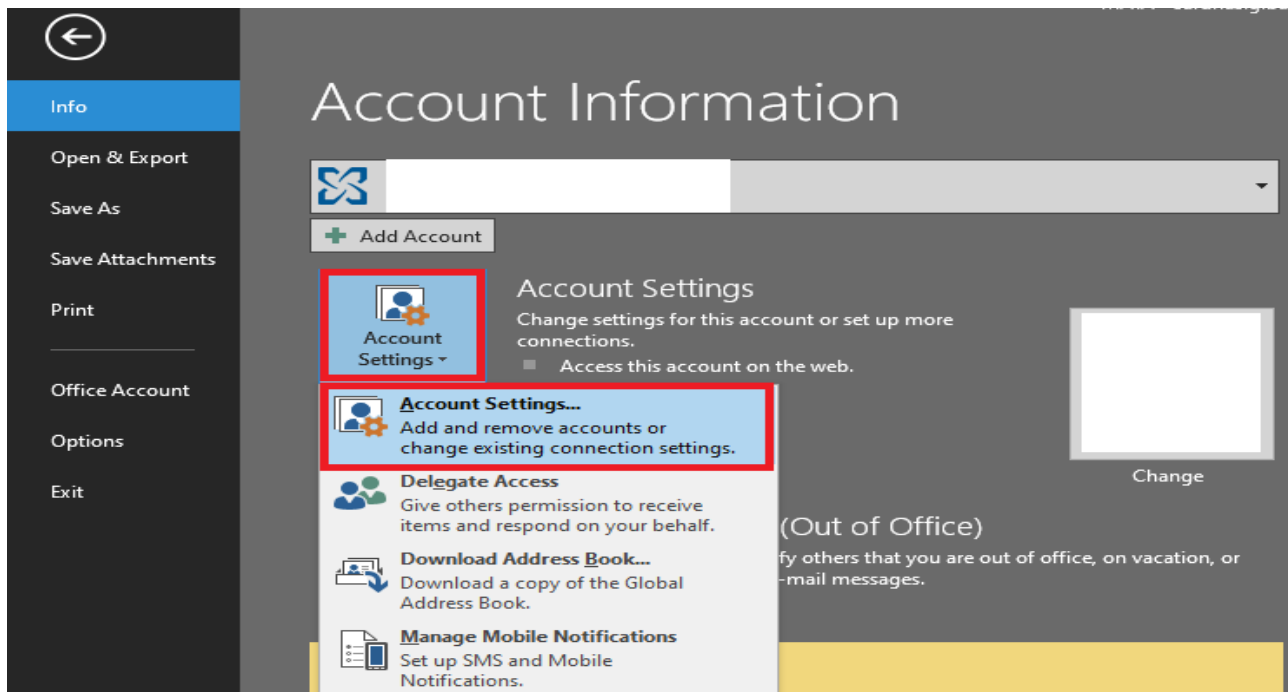 Info
Open & Export
Save As
Save Attachments
Print
Office Account
Options
Exit
Account Information
Add Account
Account
Settings
Account Settings
Change settings for this account or set up more
connections.
Access this account on the web.
Account Settings...
Add and remove accounts or
change existing connection settings.
Delegate Access
Give others permission to receive
items and respond on your behalf.
Download Address Book...
Download a copy of the Global
Address Book.
Manage Mobile Notifications
Set up SMS and Mobile
Notifications.
Change
(Out of Office)
fy others that you are out of office, on vacation, or
-mail messages.